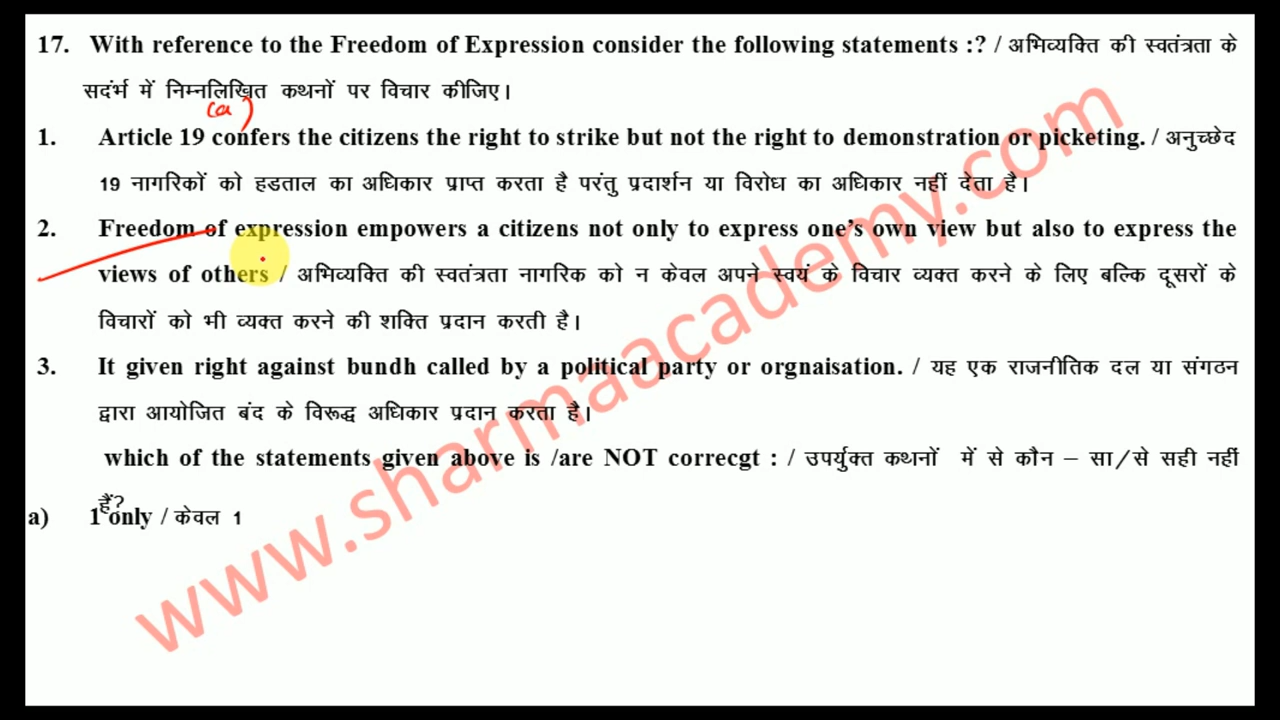 17. With reference to the Freedom of Expression consider the following statements :? / अभिव्यक्ति की स्वतंत्रता के
सदंर्भ में निम्नलिखित कथनों पर विचार कीजिए।
(a)
1. Article 19 confers the citizens the right to strike but not the right to demonstration or picketing. / अनुच्छेद
19 नागरिकों को हडताल का अधिकार प्राप्त करता है परंतु प्रदार्शन या विरोध का अधिकार नहीं देता है।
2. Freedom of expression empowers a citizens not only to express one's own view but also to express the
views of others / अभिव्यक्ति की स्वतंत्रता नागरिक को न केवल अपने स्वयं के विचार व्यक्त करने के लिए बल्कि दूसरों के
विचारों को भी व्यक्त करने की शक्ति प्रदान करती है।
3. It given right against bundh called by a political party or orgnaisation. / यह एक राजनीतिक दल या संगठन
द्वारा आयोजित बंद के विरूद्ध अधिकार प्रदान करता है।
which of the statements given above is /are NOT correcgt : / उपर्युक्त कथनों में से कौन – सा/से सही नहीं
हैं?
a) 1 only / केवल 1
www.sharmaacademy.com